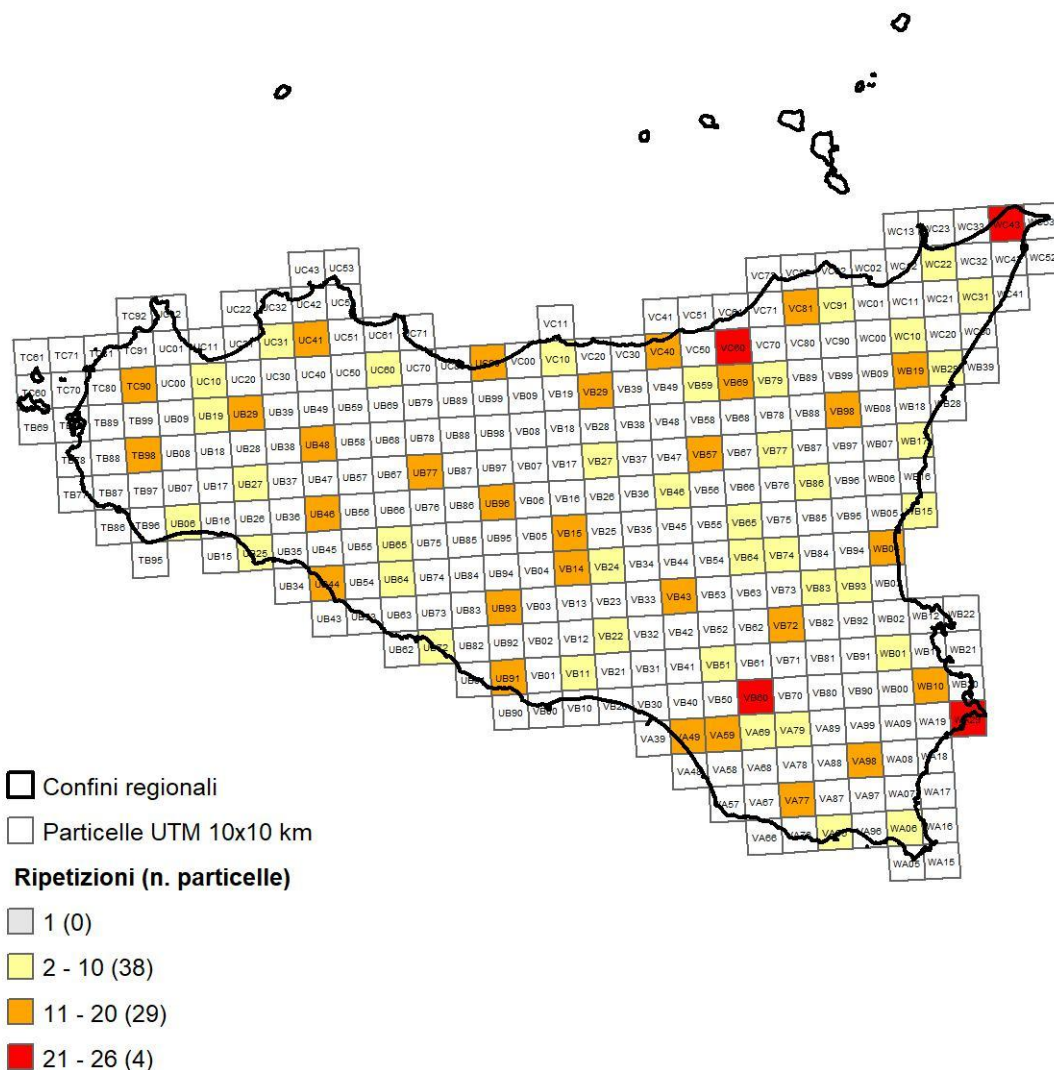 WC13 WC23 WC33 WC43
UC43 UC53 WC02 WC22 WC32 WC52
TC92 UC22 UC32 UC42
VC11 VC41 VC51 VC71 VC81 VC91 WC01 WC11 WC21 WC31 WC41
TC61 TC71 TC91 UC01 UC11 UC31 UC41 UC51 UC61 UC71
TC70 TC80 TC90 UC00 UC10 UC20 UC30 UC40 UC50 UC60 UC70 VC00 VC10 VC20 VC30 VC40 VC50 VC60 VC70 VC80 VC90 WC00 WC10 WC20
TB69 TB89 TB99 UB09 UB19 UB29 UB39 UB49 UB59 UB69 UB79 UB89 UB99 VB09 VB19 VB29 VB39 VB49 VB59 VB69 VB79 VB89 VB99 WB09 WB19 WB29 WB39
TB78 TB88 TB98 UB08 UB18 UB28 UB38 UB48 UB58 UB68 UB78 UB88 UB98 VB08 VB18 VB28 VB38 VB48 VB58 VB68 VB78 VB88 VB98 WB08 WB18 WB28
TB77 TB87 TB97 UB07 UB17 UB27 UB37 UB47 UB57 UB67 UB77 UB87 UB97 VB07 VB17 VB27 VB37 VB47 VB57 VB67 VB77 VB87 VB97 WB07 WB17
TB86 TB96 UB06 UB16 UB26 UB36 UB46 UB56 UB66 UB76 UB86 UB96 VB06 VB16 VB26 VB36 VB46 VB56 VB66 VB76 VB86 VB96 WB06 WB16
TB95 UB15 UB25 UB35 UB45 UB55 UB65 UB75 UB85 UB95 VB05 VB15 VB25 VB35 VB45 VB55 VB65 VB75 VB85 VB95 WB05 WB15
UB34 UB44 UB54 UB64 UB74 UB84 UB94 VB04 VB14 VB24 VB34 VB44 VB54 VB64 VB74 VB84 VB94
UB43 UB63 UB73 UB83 UB93 VB03 VB13 VB23 VB33 VB43 VB53 VB63 VB73 VB83 VB93
UB62 UB72 UB82 UB92 VB02 VB12 VB22 VB32 VB42 VB52 VB62 VB72 VB82 VB92 WB02 WB12 WB22
UB91 VB01 VB11 VB21 VB31 VB41 VB51 VB61 VB71 VB81 VB91 WB01 WB21
UB90 VB10 VB20 VB30 VB40 VB50 VB60 VB70 VB80 VB90 WB00 WB10
VA39 VA49 VA59 VA69 VA79 VA89 VA99 WA09 WA19
VA48 VA58 VA68 VA78 VA88 VA98 WA08 WA18
VA57 VA67 VA77 VA87 VA97 WA07 WA17
VA66 VA96 WA06 WA16
WA05 WA15
Confini regionali
Particelle UTM 10x10 km
Ripetizioni (n. particelle)
1 (0)
2 - 10 (38)
11 - 20 (29)
21 - 26 (4)